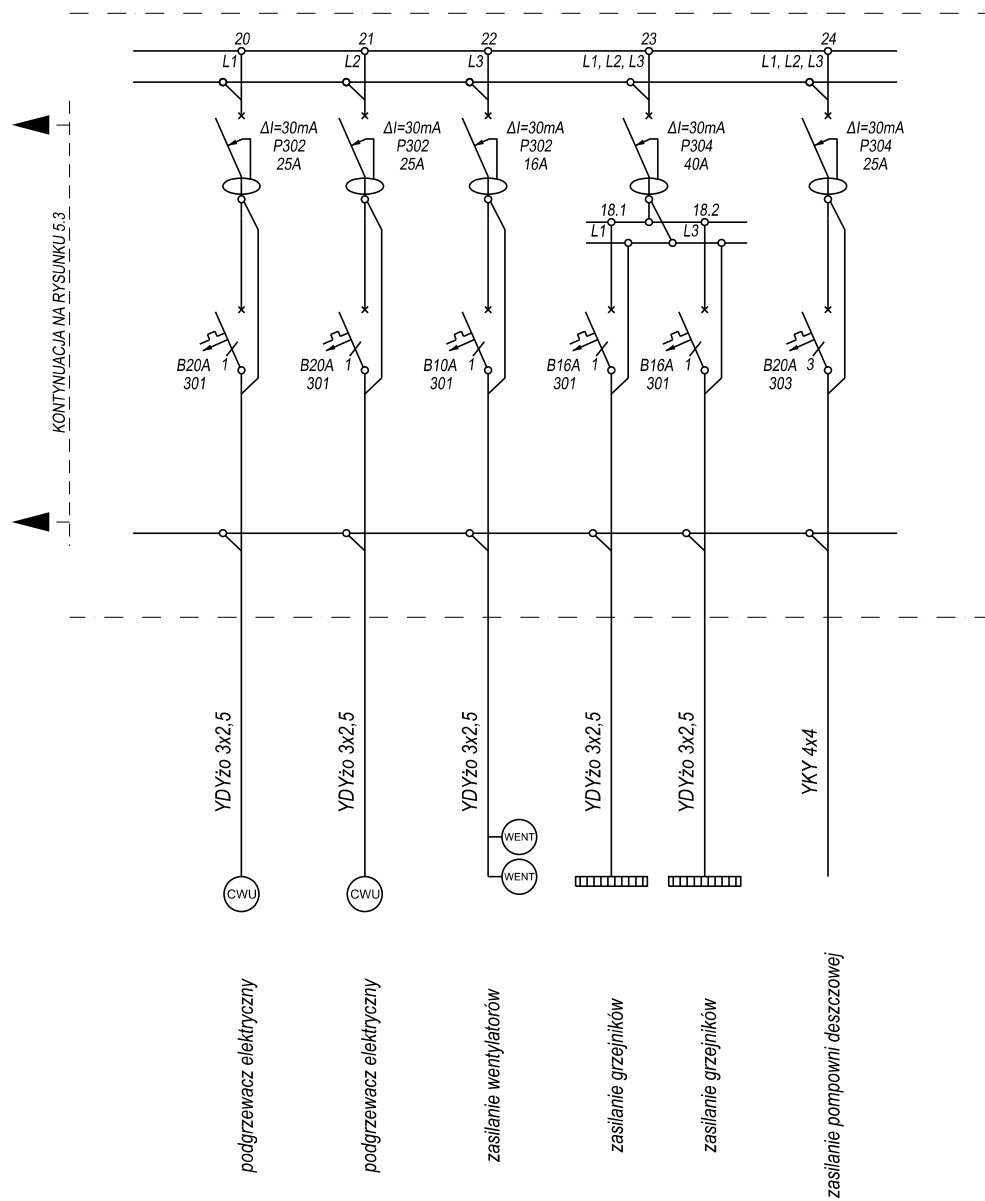 20
21
22
23
24
L1
L2
L3
L1, L2, L3
L1, L2, L3
ΔI=30mA
P302
25A
ΔI=30mA
P302
25A
ΔI=30mA
P302
16A
ΔI=30mA
P304
40A
ΔI=30mA
P304
25A
KONTYNUACJA NA RYSUNKU 5.3
18.1
18.2
L1
L3
B20A 1
301
B20A 1
301
B10A 1
301
B16A 1
301
B16A 1
301
B20A 3
303
YDYżo 3x2,5
YDYżo 3x2,5
YDYżo 3x2,5
YDYżo 3x2,5
YDYżo 3x2,5
YKY 4x4
WENT
WENT
CWU
CWU
podgrzewacz elektryczny
podgrzewacz elektryczny
zasilanie wentylatorów
zasilanie grzejników
zasilanie grzejników
zasilanie pompowni deszczowej